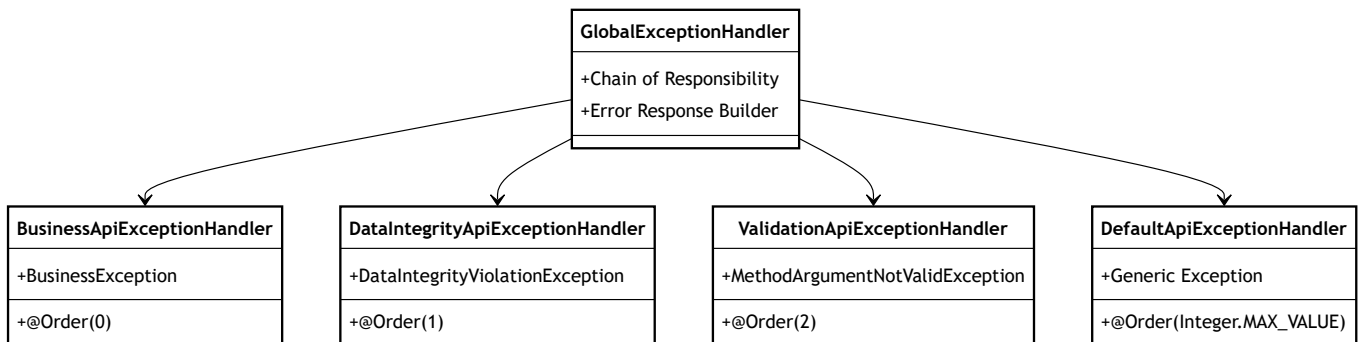 GlobalExceptionHandler
+Chain of Responsibility
+Error Response Builder
BusinessApiExceptionHandler
+BusinessException
+@Order(0)
DataIntegrityApiExceptionHandler
+DataIntegrityViolationException
+@Order(1)
ValidationApiExceptionHandler
+MethodArgumentNotValidException
+@Order(2)
DefaultApiExceptionHandler
+Generic Exception
+@Order(Integer.MAX_VALUE)